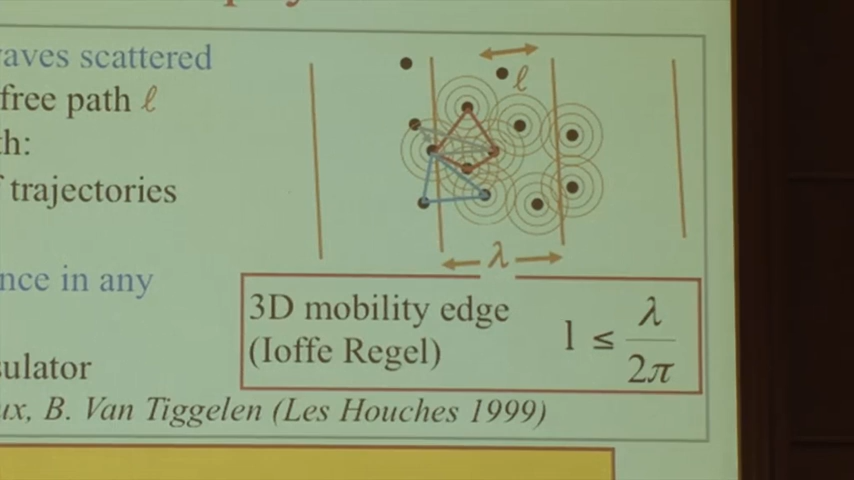 waves scattered
free path ℓ
th:
trajectories
nce in any
ulator
ℓ
λ
3D mobility edge
(Ioffe Regel)
l ≤ λ/2π
ux, B. Van Tiggelen (Les Houches 1999)